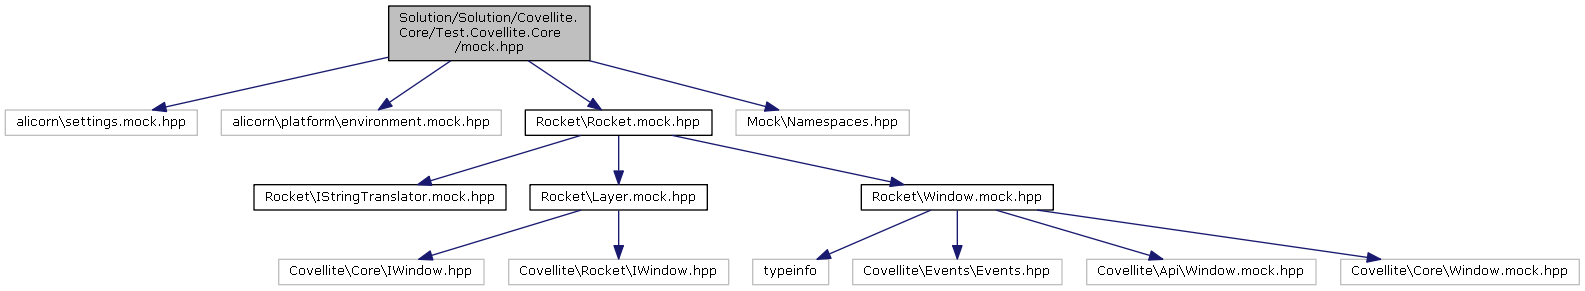 Solution/Solution/Covellite.
Core/Test.Covellite.Core
/mock.hpp
alicorn\settings.mock.hpp
alicorn\platform\environment.mock.hpp
Rocket\Rocket.mock.hpp
Mock\Namespaces.hpp
Rocket\IStringTranslator.mock.hpp
Rocket\Layer.mock.hpp
Rocket\Window.mock.hpp
Covellite\Core\IWindow.hpp
Covellite\Rocket\IWindow.hpp
typeinfo
Covellite\Events\Events.hpp
Covellite\Api\Window.mock.hpp
Covellite\Core\Window.mock.hpp